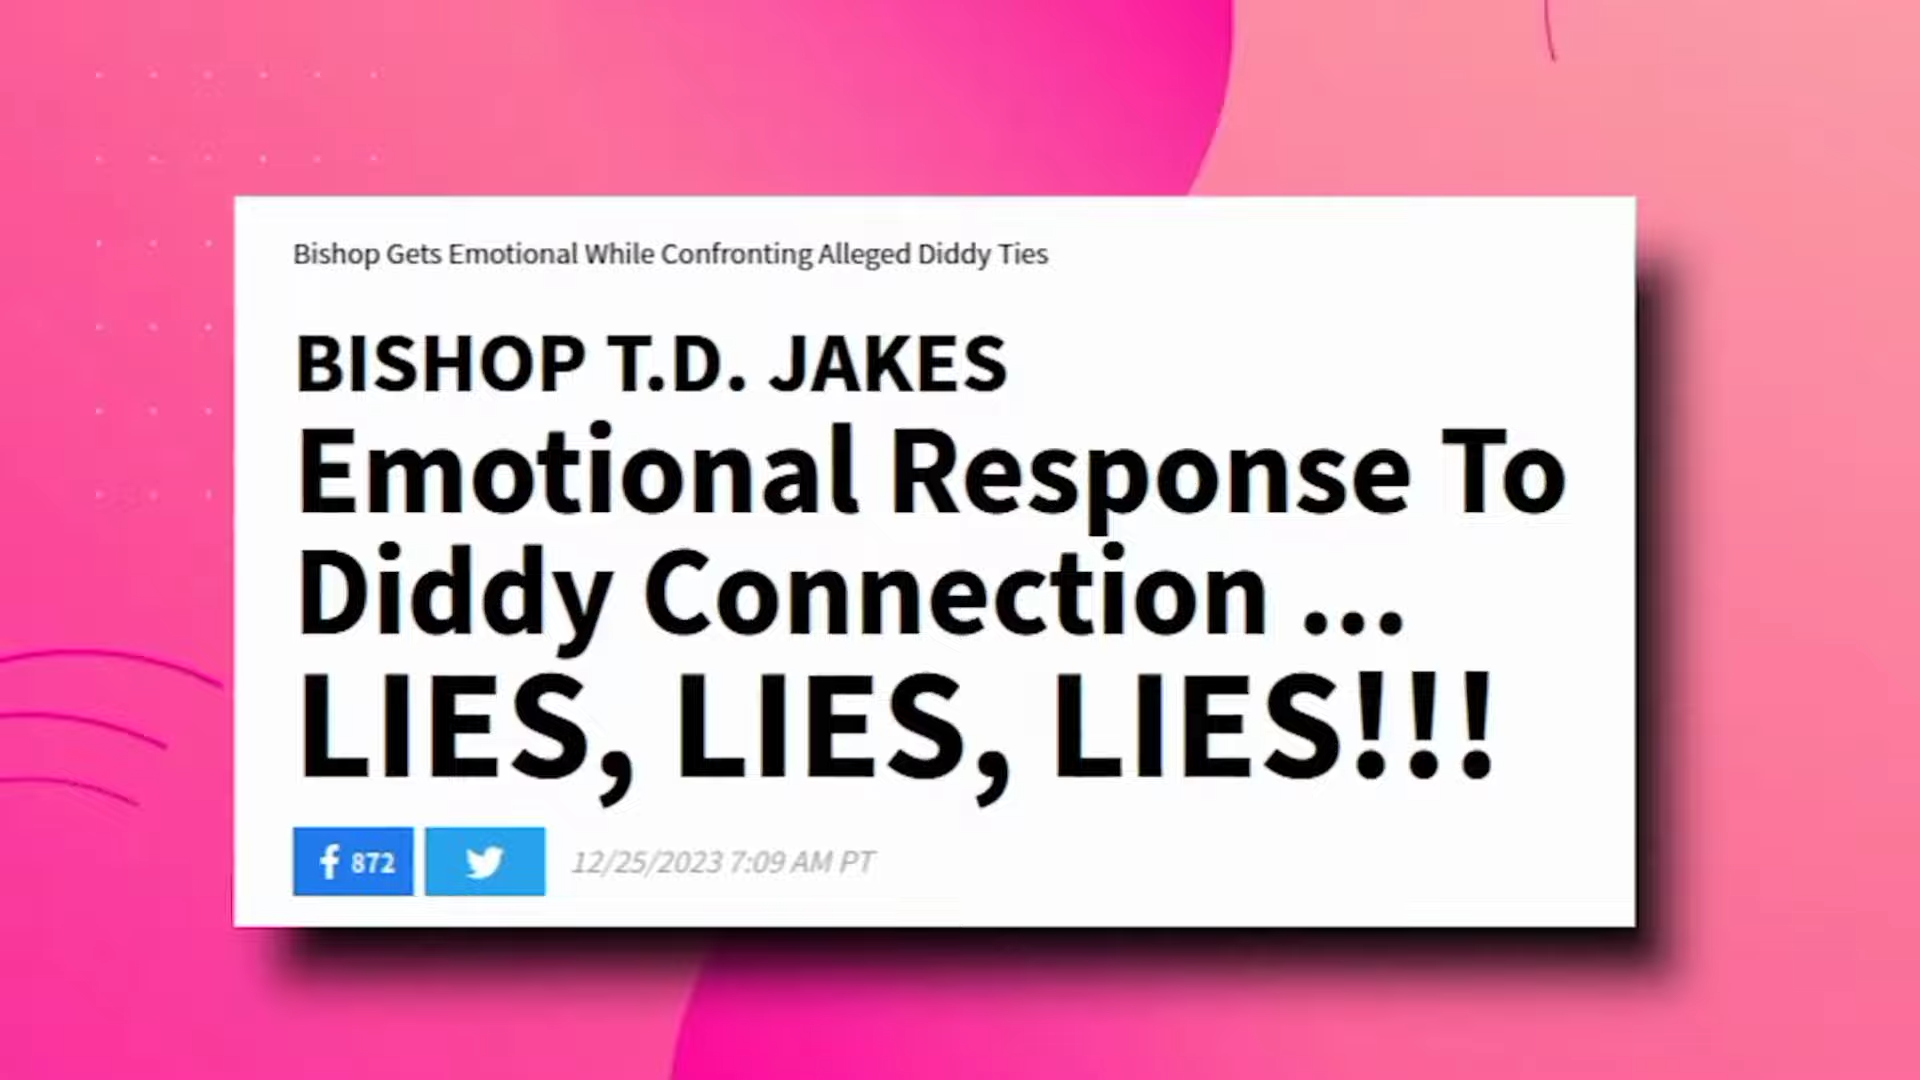 Bishop Gets Emotional While Confronting Alleged Diddy Ties
BISHOP T.D. JAKES
Emotional Response To
Diddy Connection ...
LIES, LIES, LIES!!!
f 872
12/25/2023 7:09 AM PT